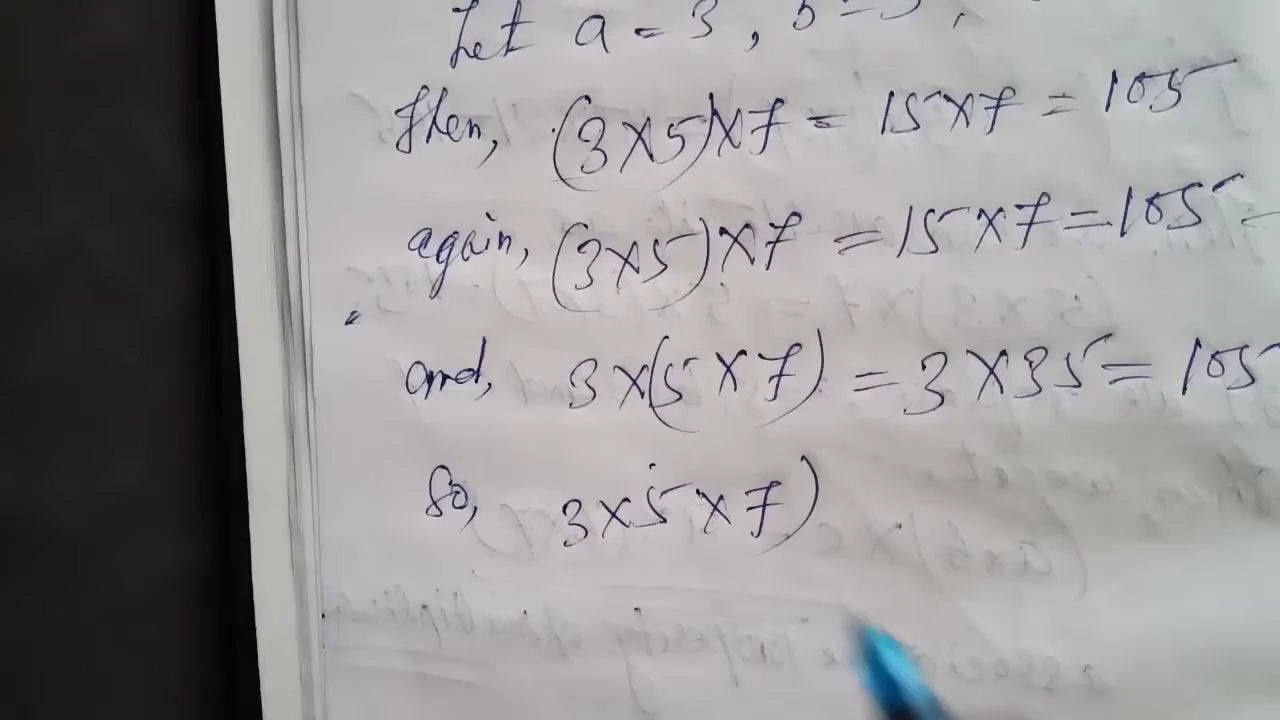 Let a = 3, b = 5,
then, (3×5)×7 = 15×7 = 105
again, (3×5)×7 = 15×7 = 105 =
and, 3×(5×7) = 3×35 = 105
So, 3×5×7)